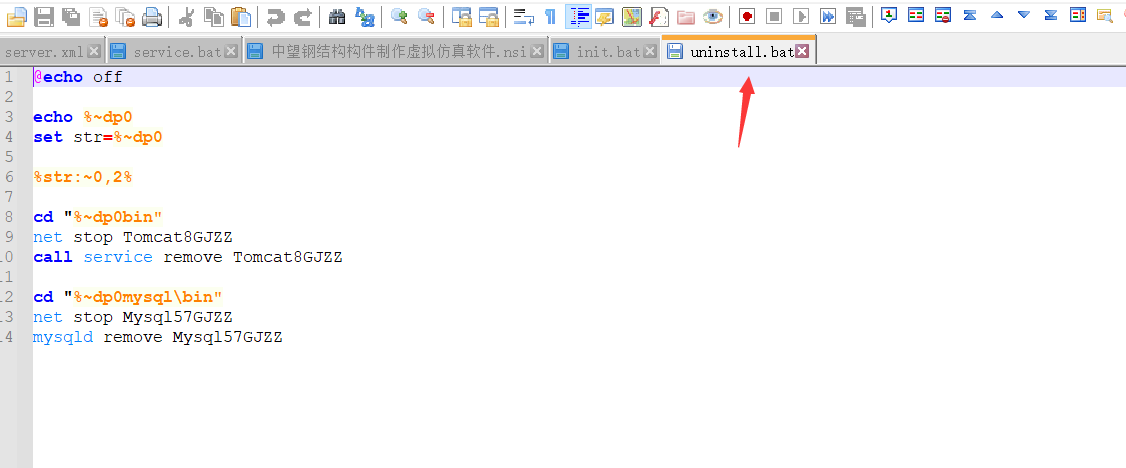 server.xml service.bat 中望钢结构构件制作虚拟仿真软件.nsi init.bat uninstall.bat
1 @echo off
2
3 echo %~dp0
4 set str=%~dp0
5
6 %str:~0,2%
7
8 cd "%~dp0bin"
9 net stop Tomcat8GJZZ
10 call service remove Tomcat8GJZZ
11
12 cd "%~dp0mysql\bin"
13 net stop Mysql57GJZZ
14 mysqld remove Mysql57GJZZ